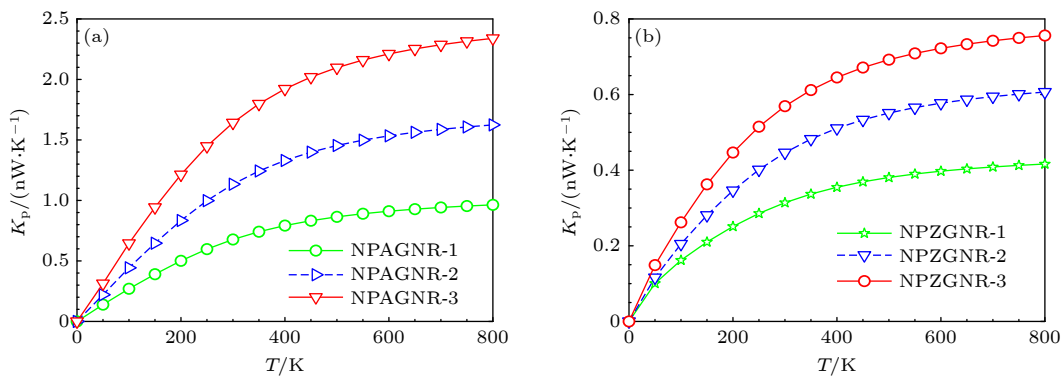 (a)
2.5
2.0
1.5
1.0
0.5
0
Kp/(nW·K−1)
NPAGNR-1
NPAGNR-2
NPAGNR-3
0 200 400 600 800
T/K
(b)
0.8
0.6
0.4
0.2
0
Kp/(nW·K−1)
NPZGNR-1
NPZGNR-2
NPZGNR-3
0 200 400 600 800
T/K